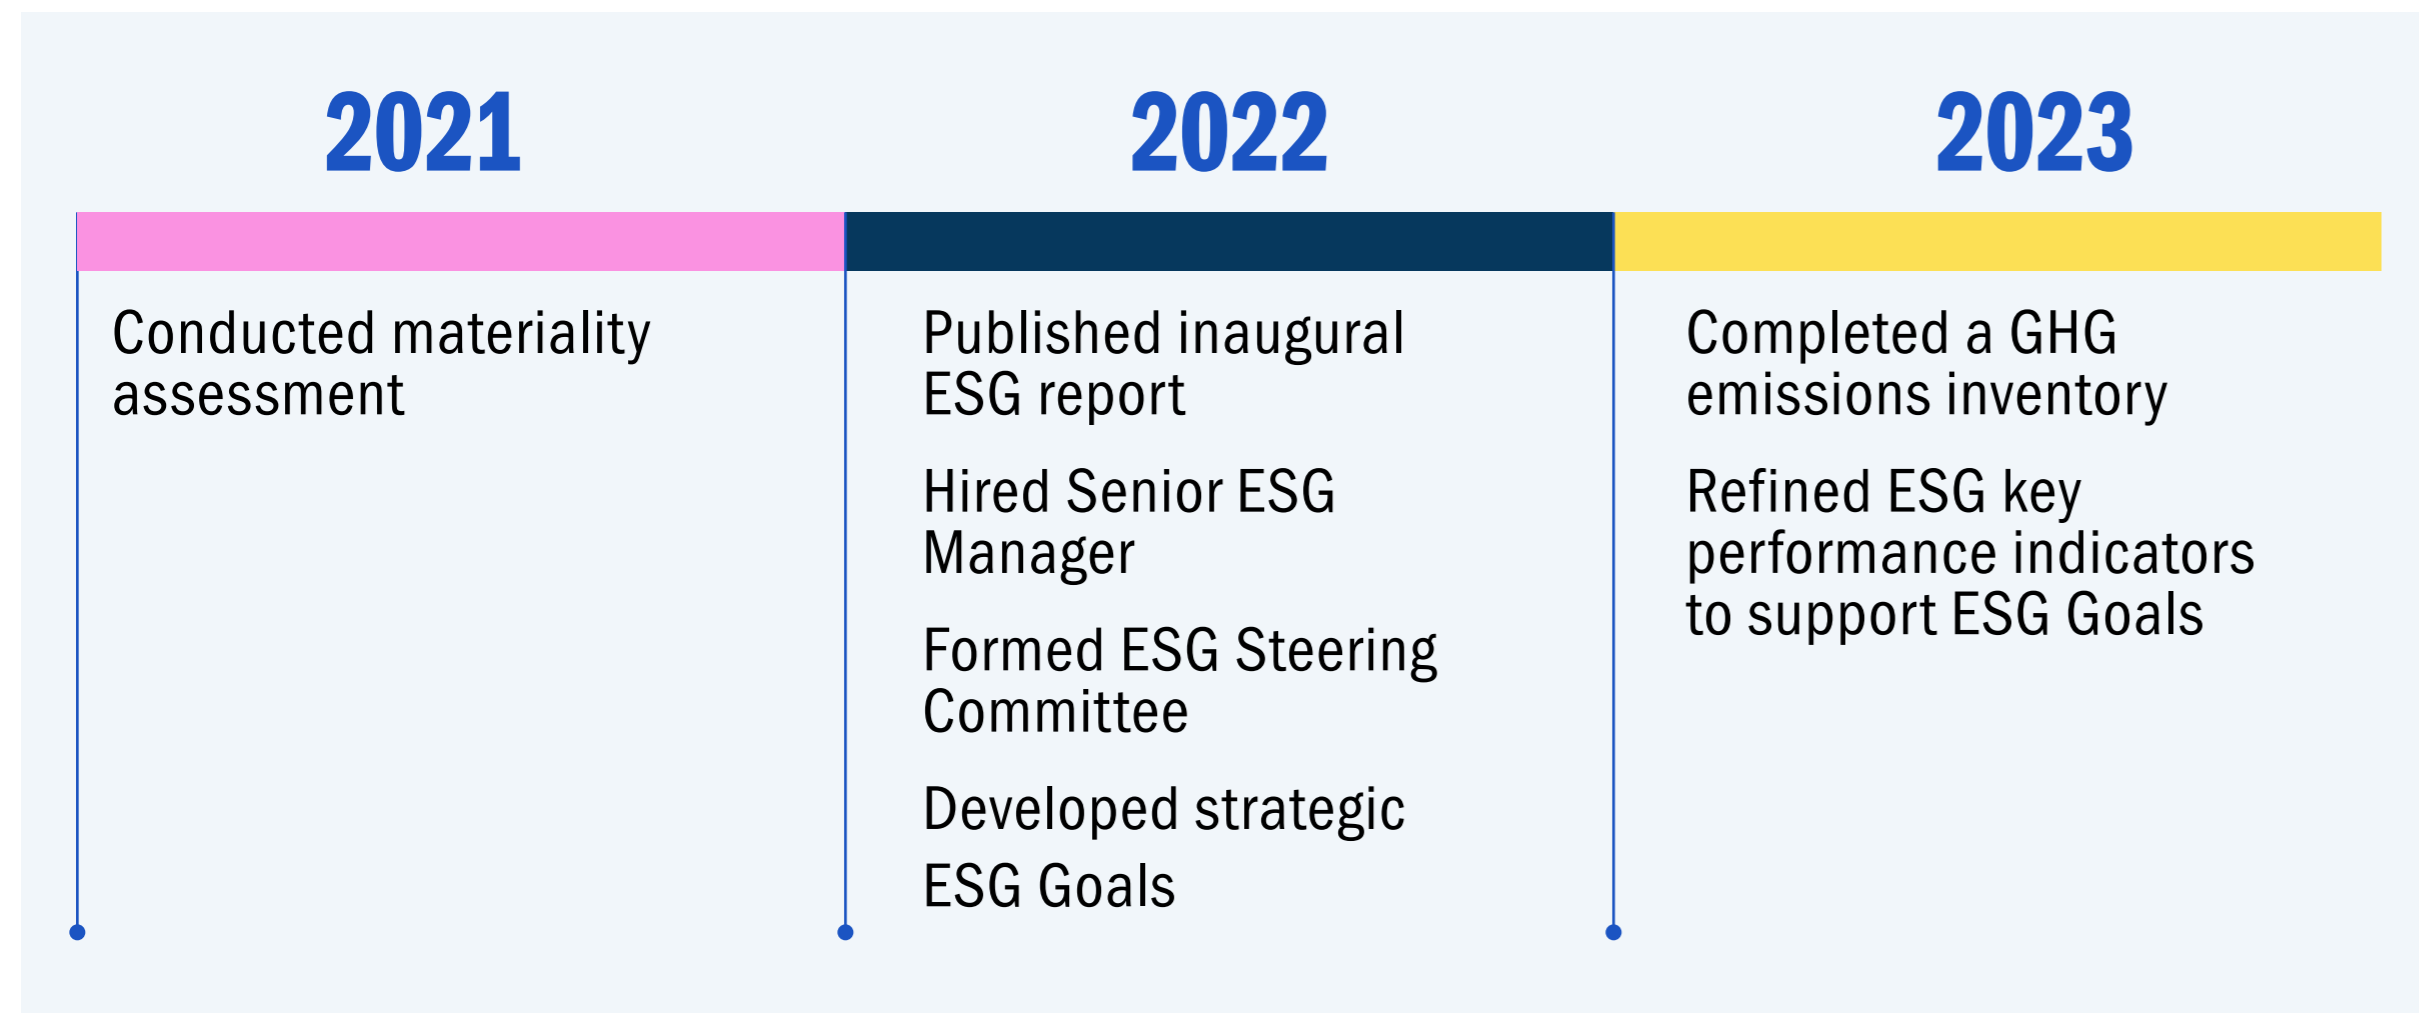 2021
Conducted materiality
assessment
2022
Published inaugural
ESG report
Hired Senior ESG
Manager
Formed ESG Steering
Committee
Developed strategic
ESG Goals
2023
Completed a GHG
emissions inventory
Refined ESG key
performance indicators
to support ESG Goals